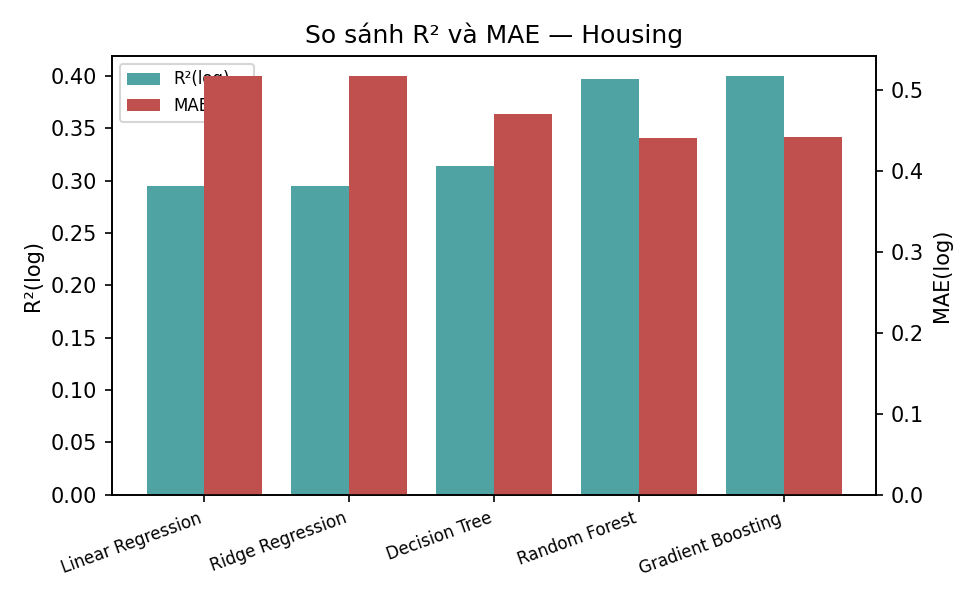 So sánh R² và MAE — Housing
R²(log)
MAE
0.40
0.35
0.30
0.25
0.20
0.15
0.10
0.05
0.00
R²(log)
0.5
0.4
0.3
0.2
0.1
0.0
MAE(log)
Linear Regression
Ridge Regression
Decision Tree
Random Forest
Gradient Boosting